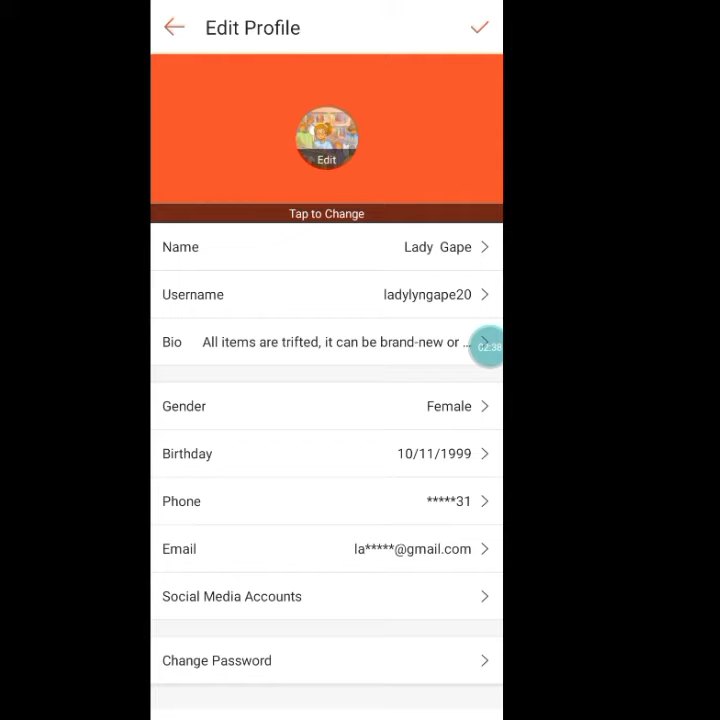 Edit Profile
Edit
Tap to Change
Name Lady Gape
Username ladylyngape20
Bio All items are trifted, it can be brand-new or ...
02:38
Gender Female
Birthday 10/11/1999
Phone *****31
Email la*****@gmail.com
Social Media Accounts
Change Password